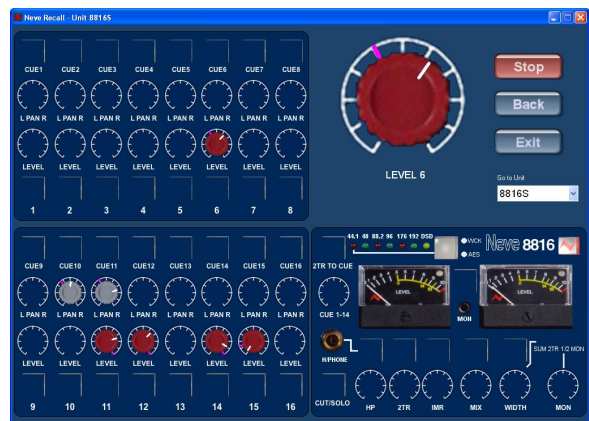 Neve Recall - Unit 8816S
CUE1 CUE2 CUE3 CUE4 CUE5 CUE6 CUE7 CUE8
L PAN R L PAN R L PAN R L PAN R L PAN R L PAN R L PAN R L PAN R
LEVEL LEVEL LEVEL LEVEL LEVEL LEVEL LEVEL LEVEL
1 2 3 4 5 6 7 8
LEVEL 6
Stop
Back
Exit
Go to Unit
8816S
CUE9 CUE10 CUE11 CUE12 CUE13 CUE14 CUE15 CUE16
L PAN R L PAN R L PAN R L PAN R L PAN R L PAN R L PAN R L PAN R
LEVEL LEVEL LEVEL LEVEL LEVEL LEVEL LEVEL LEVEL
9 10 11 12 13 14 15 16
44.1 48 88.2 96 176 192 DSD
WCK
AES
Neve 8816
2TR TO CUE
LEVEL LEVEL
CUE 1-14
MON
H/PHONE
SUM 2TR 1/2 MON
CUT/SOLO
HP 2TR IMR MIX WIDTH MON